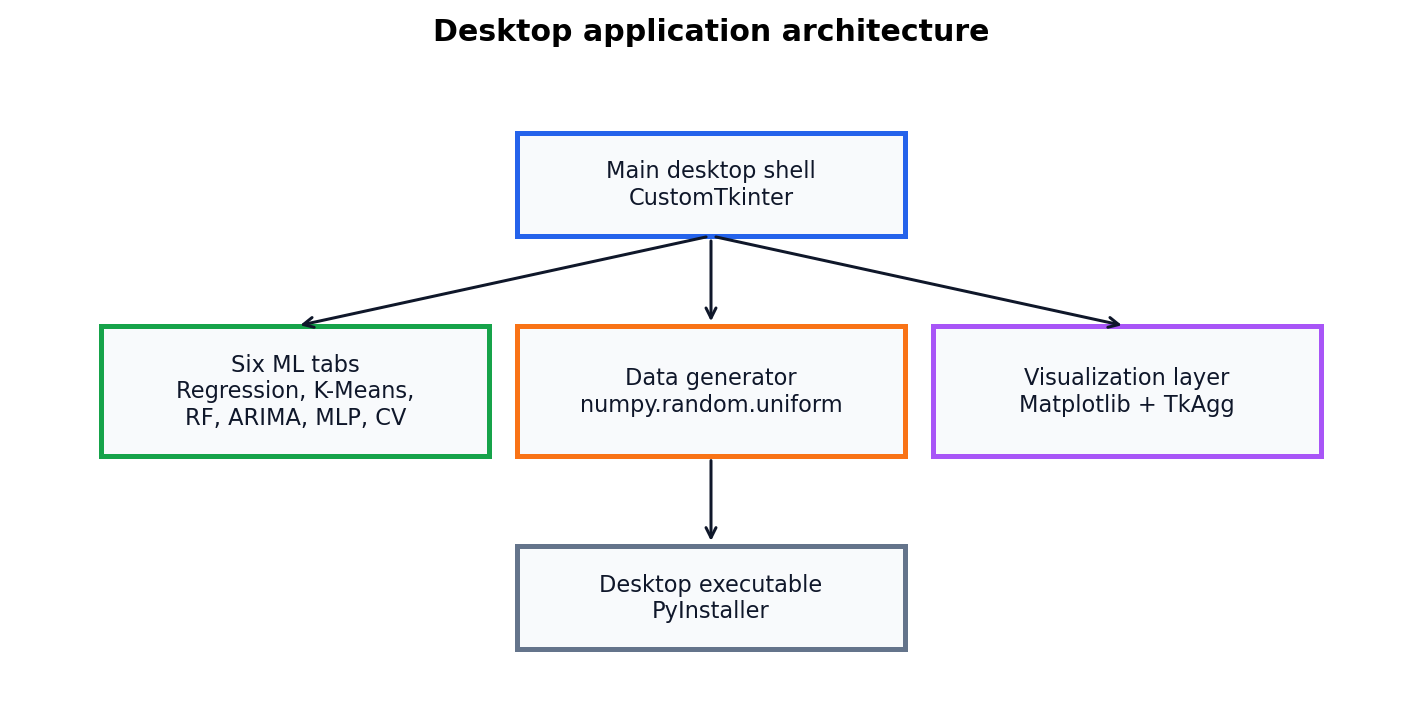 Desktop application architecture
Main desktop shell
CustomTkinter
Six ML tabs
Regression, K-Means,
RF, ARIMA, MLP, CV
Data generator
numpy.random.uniform
Visualization layer
Matplotlib + TkAgg
Desktop executable
PyInstaller